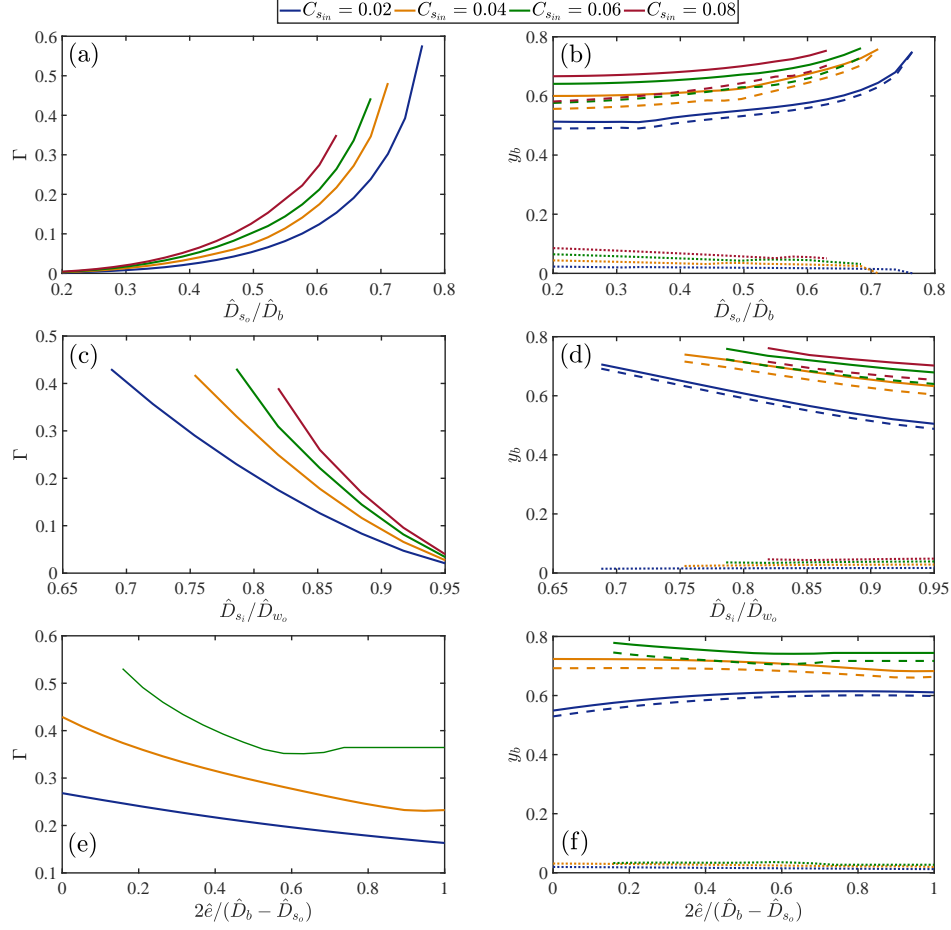 C_{s_{in}} = 0.02 C_{s_{in}} = 0.04 C_{s_{in}} = 0.06 C_{s_{in}} = 0.08
(a)
Γ
0.6
0.5
0.4
0.3
0.2
0.1
0
0.2 0.3 0.4 0.5 0.6 0.7 0.8
D̂_{s_o}/D̂_b
(b)
y_b
0.8
0.6
0.4
0.2
0
0.2 0.3 0.4 0.5 0.6 0.7 0.8
D̂_{s_o}/D̂_b
(c)
Γ
0.5
0.4
0.3
0.2
0.1
0
0.65 0.7 0.75 0.8 0.85 0.9 0.95
D̂_{s_i}/D̂_{w_o}
(d)
y_b
0.8
0.6
0.4
0.2
0
0.65 0.7 0.75 0.8 0.85 0.9 0.95
D̂_{s_i}/D̂_{w_o}
(e)
Γ
0.6
0.5
0.4
0.3
0.2
0.1
0 0.2 0.4 0.6 0.8 1
2ê/(D̂_b − D̂_{s_o})
(f)
y_b
0.8
0.6
0.4
0.2
0
0 0.2 0.4 0.6 0.8 1
2ê/(D̂_b − D̂_{s_o})